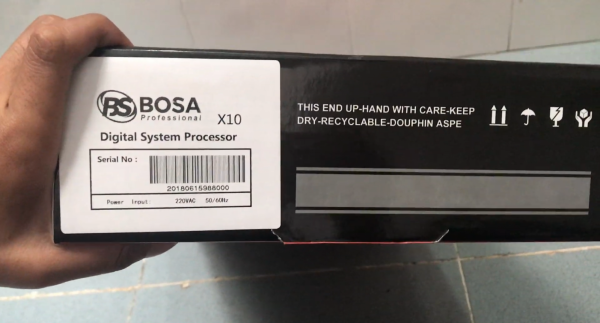 BS BOSA
Professional
X10
Digital System Processor
Serial No :
20180615988000
Power Input: 220VAC 50/60Hz
THIS END UP-HAND WITH CARE-KEEP
DRY-RECYCLABLE-DOUPHIN ASPE